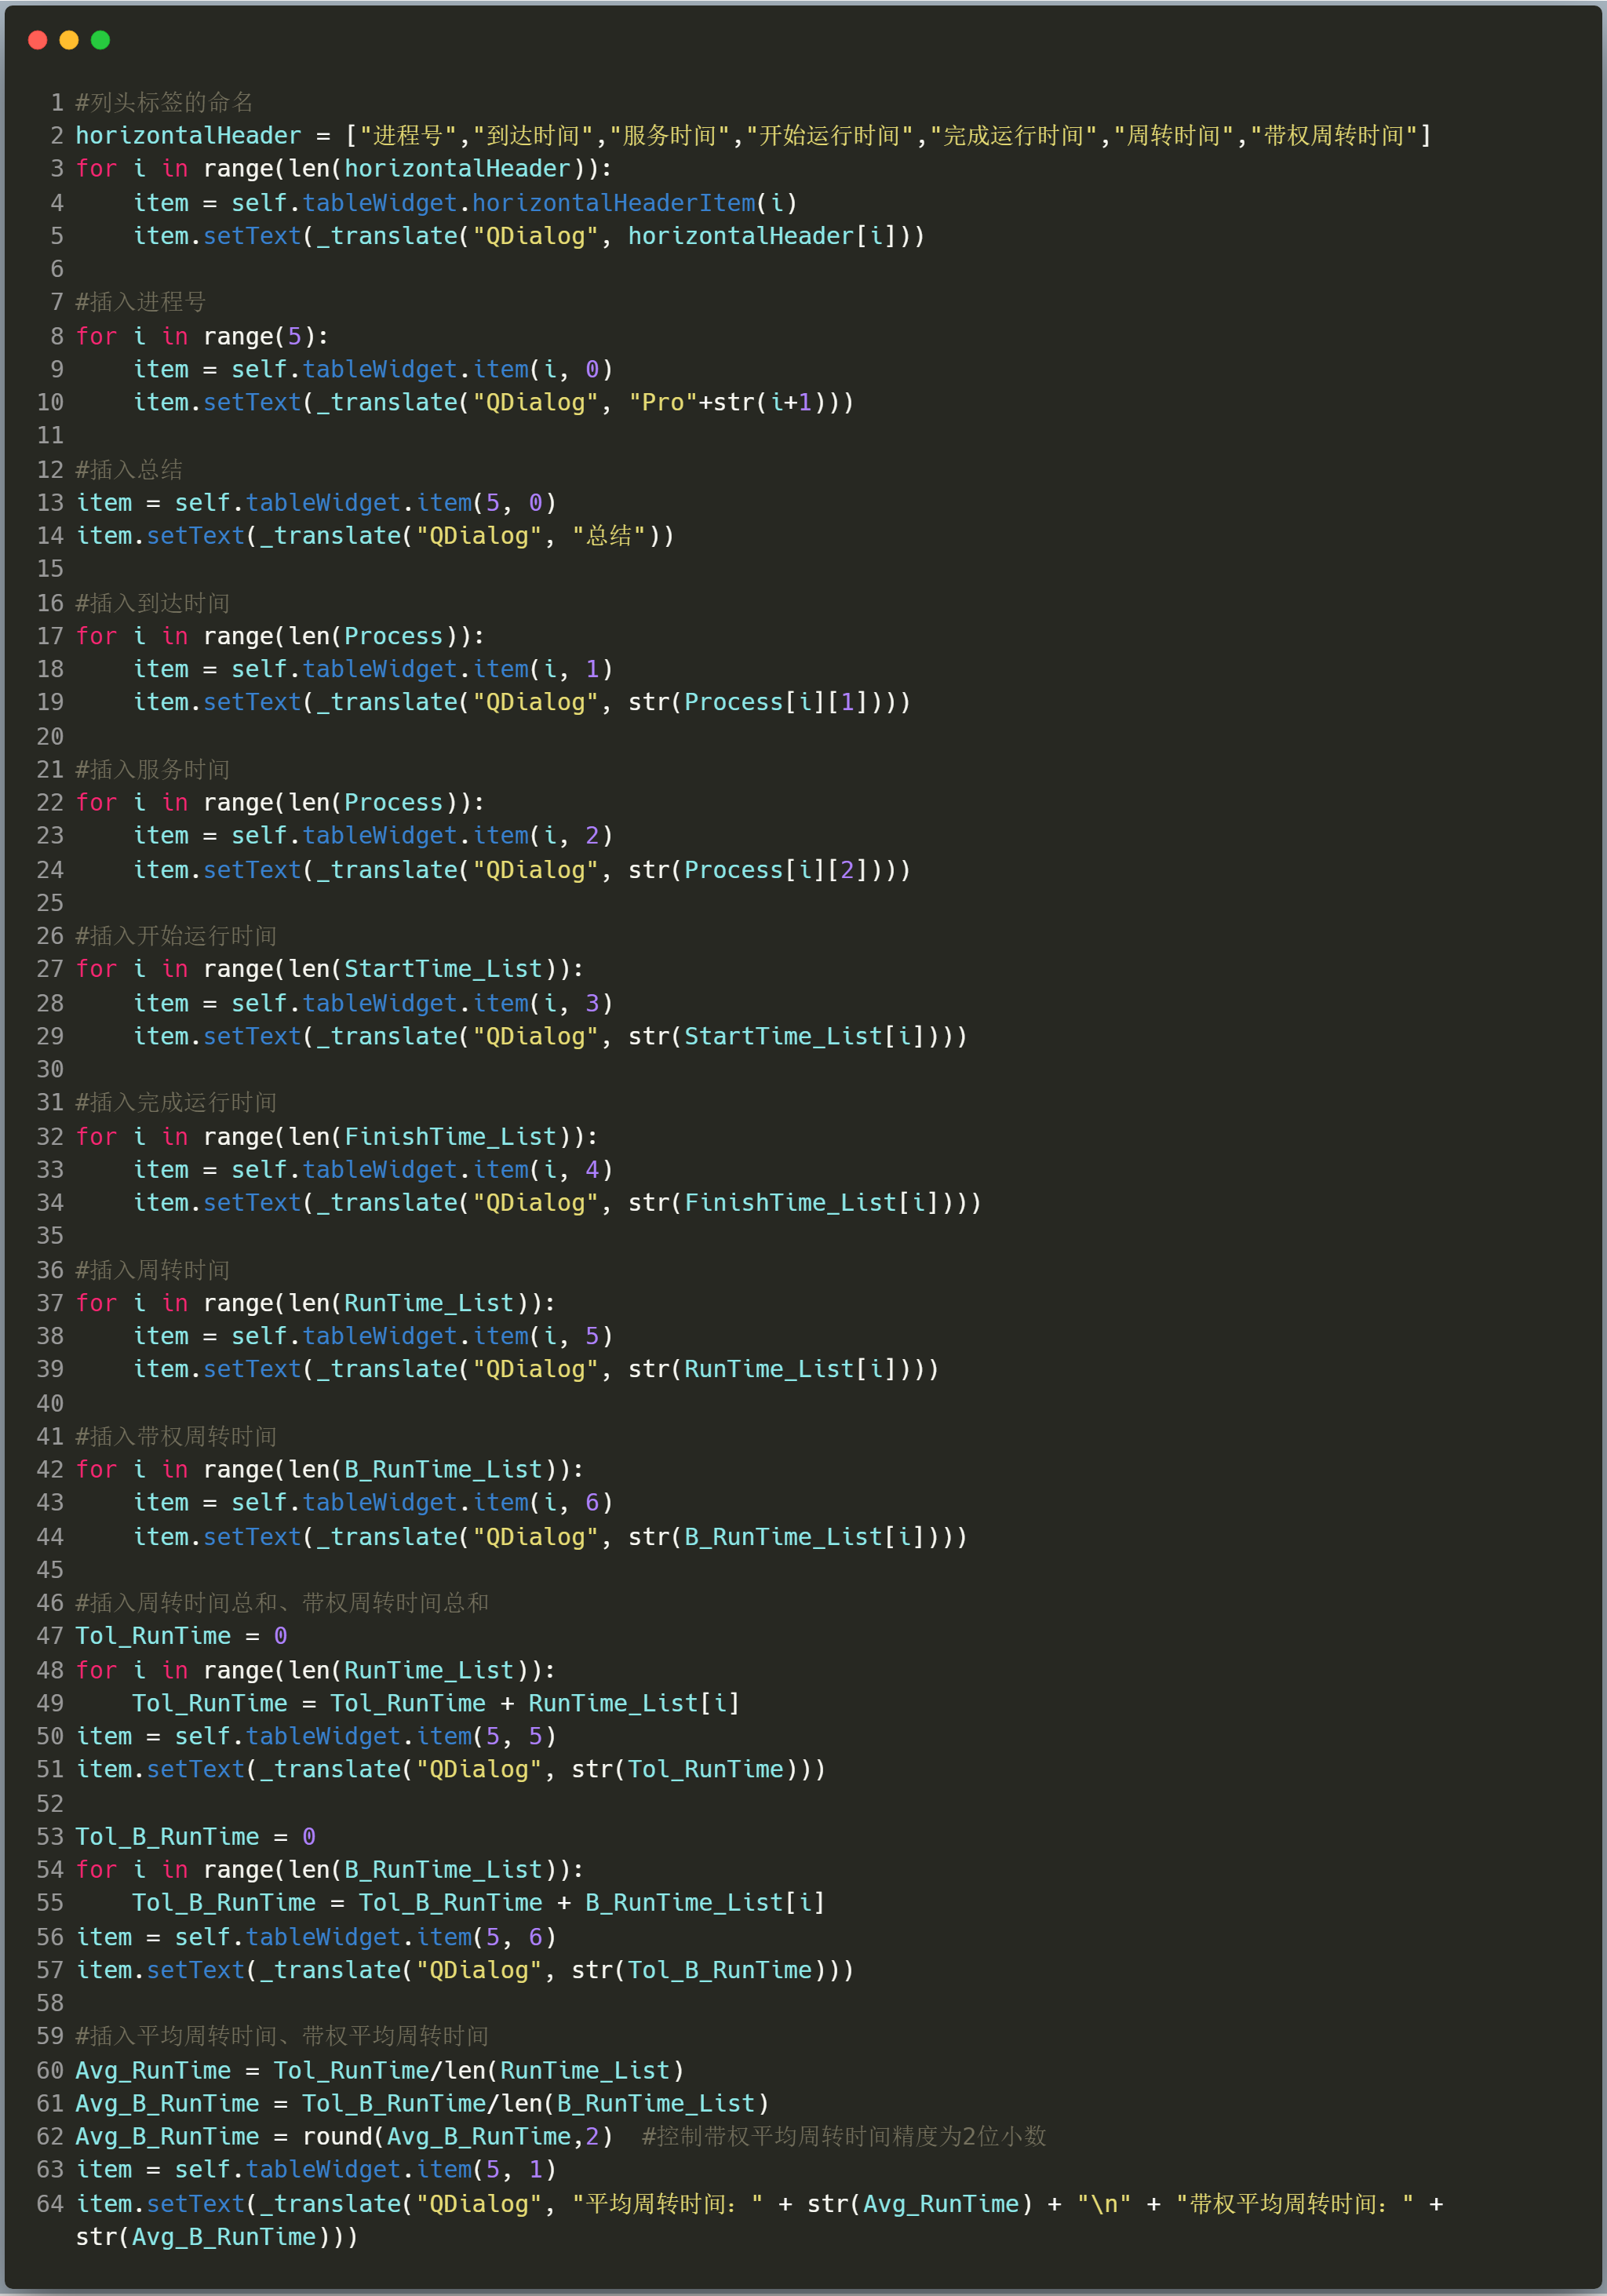 1 #列头标签的命名
2 horizontalHeader = ["进程号","到达时间","服务时间","开始运行时间","完成运行时间","周转时间","带权周转时间"]
3 for i in range(len(horizontalHeader)):
4     item = self.tableWidget.horizontalHeaderItem(i)
5     item.setText(_translate("QDialog", horizontalHeader[i]))
6
7 #插入进程号
8 for i in range(5):
9     item = self.tableWidget.item(i, 0)
10     item.setText(_translate("QDialog", "Pro"+str(i+1)))
11
12 #插入总结
13 item = self.tableWidget.item(5, 0)
14 item.setText(_translate("QDialog", "总结"))
15
16 #插入到达时间
17 for i in range(len(Process)):
18     item = self.tableWidget.item(i, 1)
19     item.setText(_translate("QDialog", str(Process[i][1])))
20
21 #插入服务时间
22 for i in range(len(Process)):
23     item = self.tableWidget.item(i, 2)
24     item.setText(_translate("QDialog", str(Process[i][2])))
25
26 #插入开始运行时间
27 for i in range(len(StartTime_List)):
28     item = self.tableWidget.item(i, 3)
29     item.setText(_translate("QDialog", str(StartTime_List[i])))
30
31 #插入完成运行时间
32 for i in range(len(FinishTime_List)):
33     item = self.tableWidget.item(i, 4)
34     item.setText(_translate("QDialog", str(FinishTime_List[i])))
35
36 #插入周转时间
37 for i in range(len(RunTime_List)):
38     item = self.tableWidget.item(i, 5)
39     item.setText(_translate("QDialog", str(RunTime_List[i])))
40
41 #插入带权周转时间
42 for i in range(len(B_RunTime_List)):
43     item = self.tableWidget.item(i, 6)
44     item.setText(_translate("QDialog", str(B_RunTime_List[i])))
45
46 #插入周转时间总和、带权周转时间总和
47 Tol_RunTime = 0
48 for i in range(len(RunTime_List)):
49     Tol_RunTime = Tol_RunTime + RunTime_List[i]
50 item = self.tableWidget.item(5, 5)
51 item.setText(_translate("QDialog", str(Tol_RunTime)))
52
53 Tol_B_RunTime = 0
54 for i in range(len(B_RunTime_List)):
55     Tol_B_RunTime = Tol_B_RunTime + B_RunTime_List[i]
56 item = self.tableWidget.item(5, 6)
57 item.setText(_translate("QDialog", str(Tol_B_RunTime)))
58
59 #插入平均周转时间、带权平均周转时间
60 Avg_RunTime = Tol_RunTime/len(RunTime_List)
61 Avg_B_RunTime = Tol_B_RunTime/len(B_RunTime_List)
62 Avg_B_RunTime = round(Avg_B_RunTime,2)  #控制带权平均周转时间精度为2位小数
63 item = self.tableWidget.item(5, 1)
64 item.setText(_translate("QDialog", "平均周转时间：" + str(Avg_RunTime) + "\n" + "带权平均周转时间：" +
str(Avg_B_RunTime)))